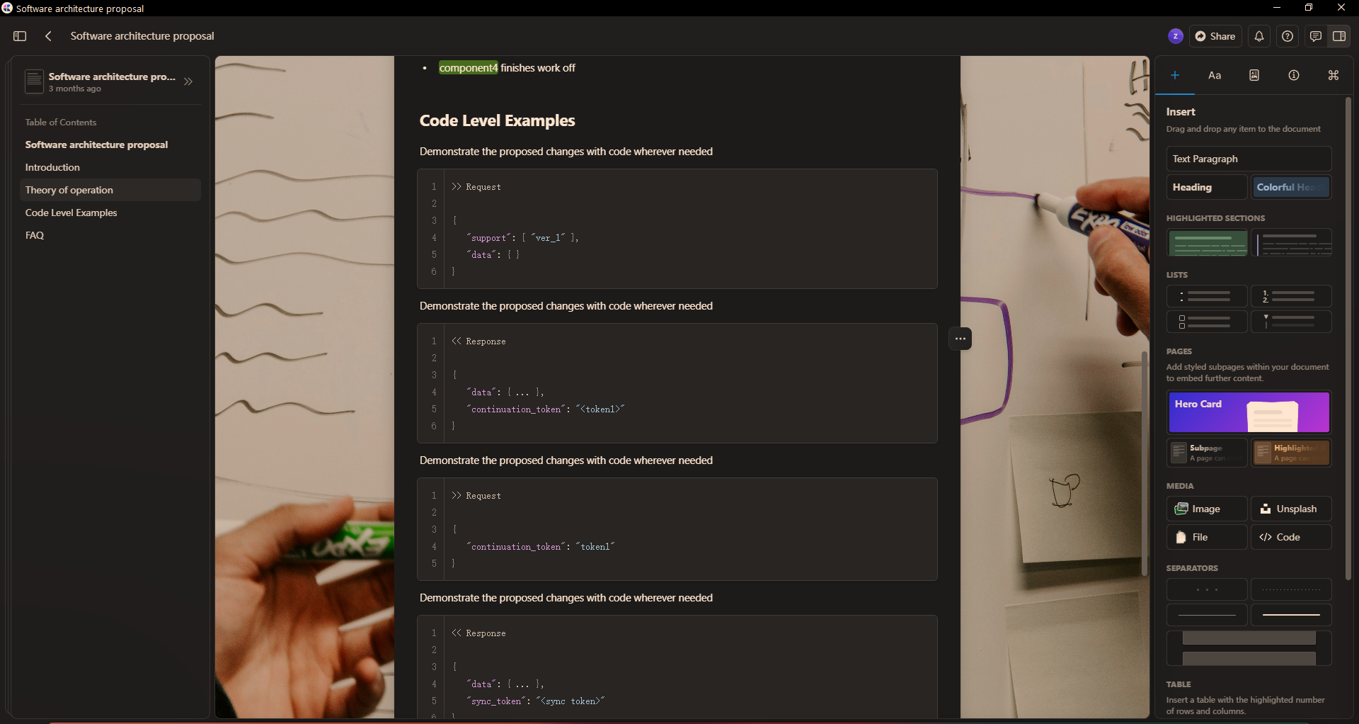 Software architecture proposal
Software architecture proposal
Z
Share
Software architecture pro...
3 months ago
Table of Contents
Software architecture proposal
Introduction
Theory of operation
Code Level Examples
FAQ
• component4 finishes work off
Code Level Examples
Demonstrate the proposed changes with code wherever needed
1 >> Request
2
3 {
4 "support": [ "ver_1" ],
5 "data": { }
6 }
Demonstrate the proposed changes with code wherever needed
1 << Response
2
3 {
4 "data": { ... },
5 "continuation_token": "<token1>"
6 }
Demonstrate the proposed changes with code wherever needed
1 >> Request
2
3 {
4 "continuation_token": "token1"
5 }
Demonstrate the proposed changes with code wherever needed
1 << Response
2
3 {
4 "data": { ... },
5 "sync_token": "<sync token>"
6 }
EXPO
Aa
Insert
Drag and drop any item to the document
Text Paragraph
Heading
Colorful He
HIGHLIGHTED SECTIONS
LISTS
1.
2.
PAGES
Add styled subpages within your document
to embed further content.
Hero Card
Subpage
A page can
Highligh
A page ca
MEDIA
Image
Unsplash
File
</> Code
SEPARATORS
TABLE
Insert a table with the highlighted number
of rows and columns.